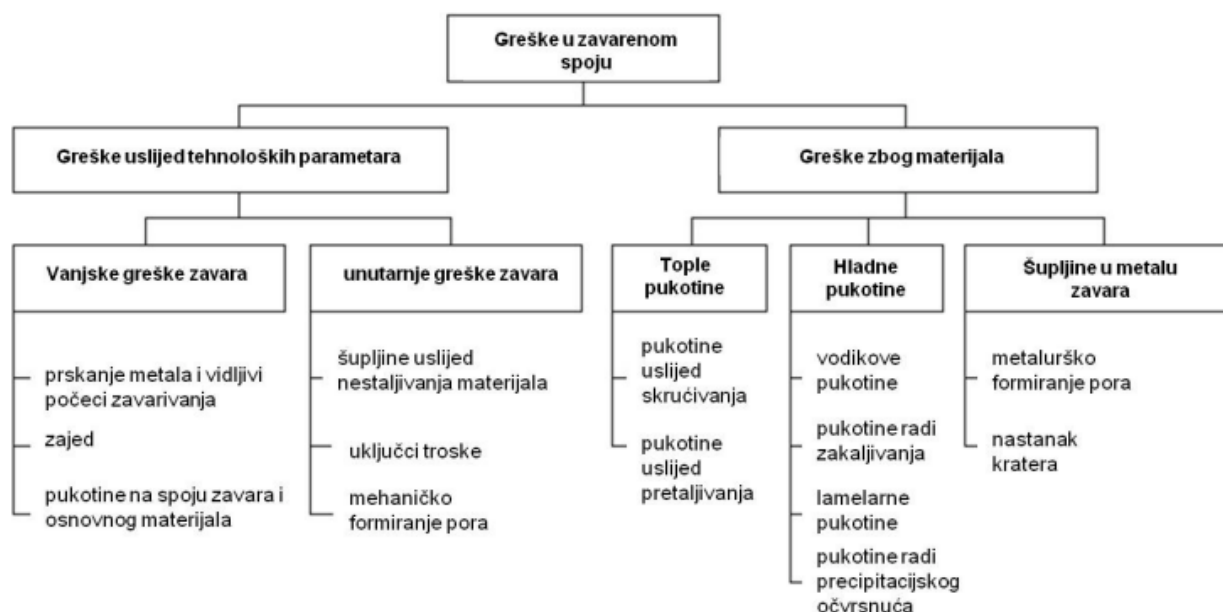 Greške u zavarenom
spoju
Greške uslijed tehnoloških parametara
Greške zbog materijala
Vanjske greške zavara
unutarnje greške zavara
Tople
pukotine
Hladne
pukotine
Šupljine u metalu
zavara
prskanje metala i vidljivi
počeci zavarivanja
zajed
pukotine na spoju zavara i
osnovnog materijala
šupljine uslijed
nestaljivanja materijala
uključci troske
mehaničko
formiranje pora
pukotine
uslijed
skrućivanja
pukotine
uslijed
pretaljivanja
vodikove
pukotine
pukotine radi
zakaljivanja
lamelarne
pukotine
pukotine radi
precipitacijskog
očvrsnuća
metalurško
formiranje pora
nastanak
kratera